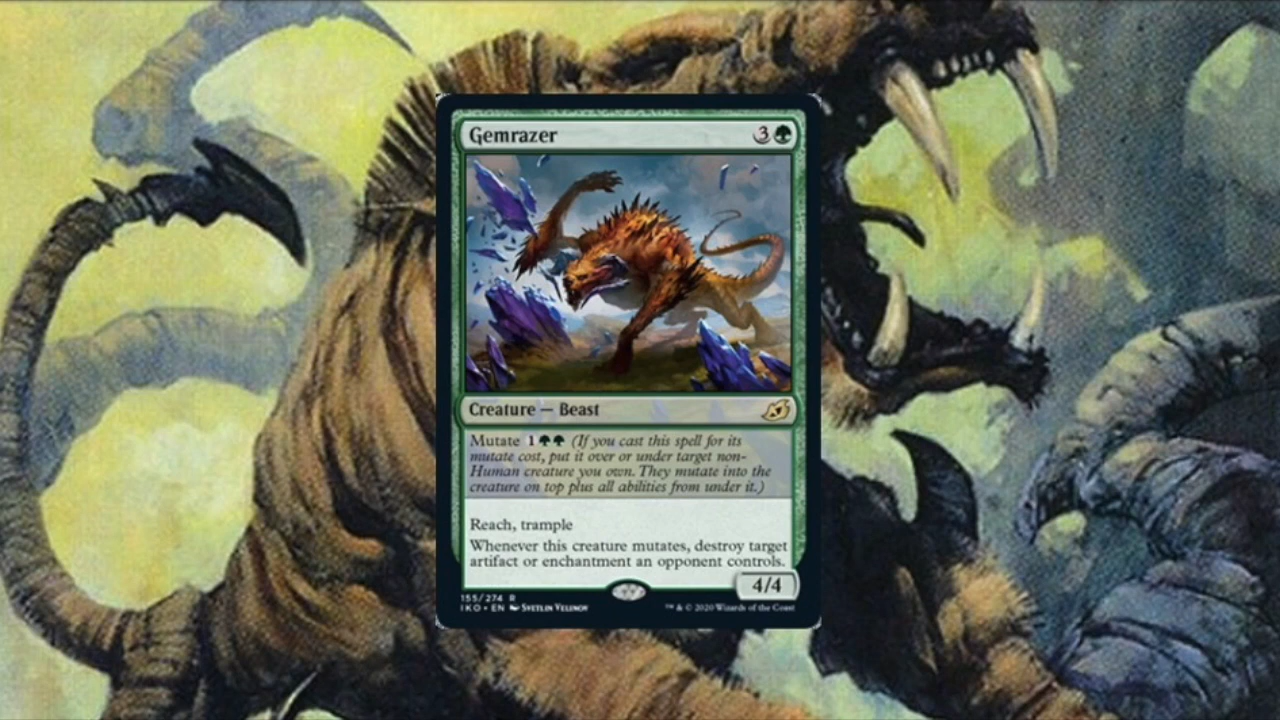 Gemrazer 3
Creature — Beast
Mutate 1 (If you cast this spell for its
mutate cost, put it over or under target non-
Human creature you own. They mutate into the
creature on top plus all abilities from under it.)
Reach, trample
Whenever this creature mutates, destroy target
artifact or enchantment an opponent controls.
4/4
155/274 R
IKO • EN Svetlin Velinov
™ & © 2020 Wizards of the Coast